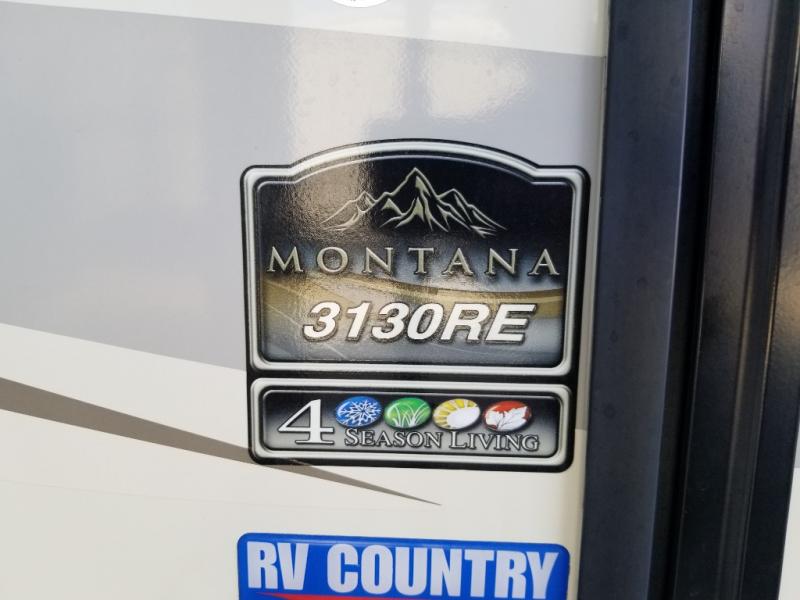 MONTANA
3130RE
4 SEASON LIVING
RV COUNTRY